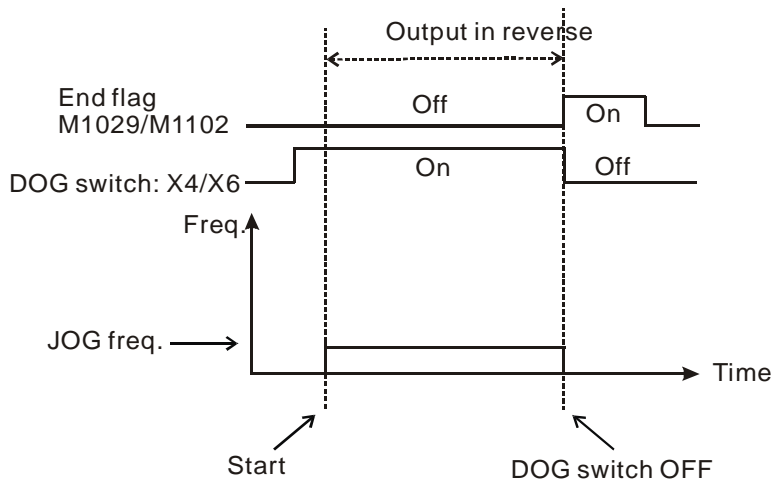 Output in reverse
End flag
M1029/M1102
Off
On
DOG switch: X4/X6
On
Off
Freq.
JOG freq.
Time
Start
DOG switch OFF